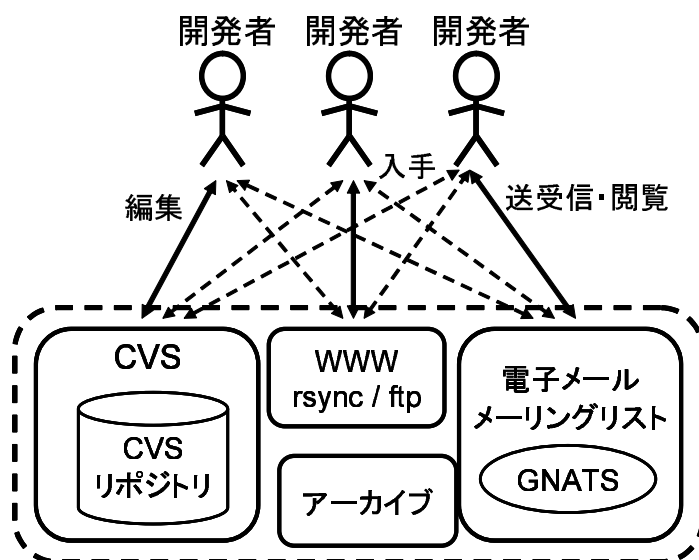 開発者 開発者 開発者
入手
編集
送受信・閲覧
CVS
CVS
リポジトリ
WWW
rsync / ftp
アーカイブ
電子メール
メーリングリスト
GNATS